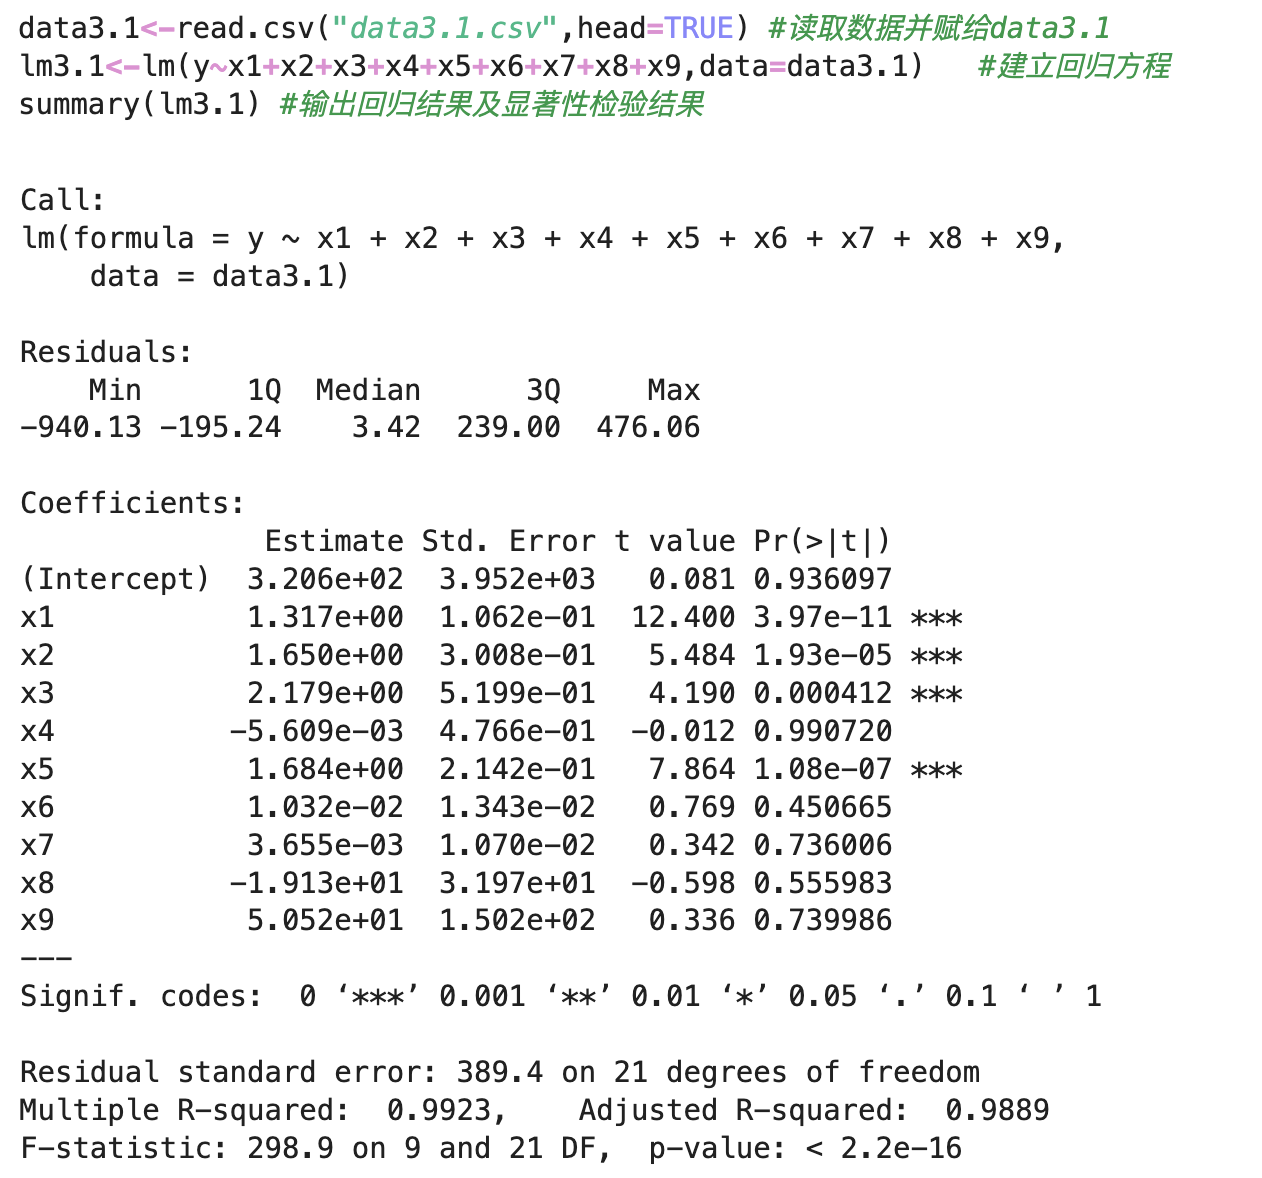 data3.1<-read.csv("data3.1.csv",head=TRUE) #读取数据并赋给data3.1
lm3.1<-lm(y~x1+x2+x3+x4+x5+x6+x7+x8+x9,data=data3.1)   #建立回归方程
summary(lm3.1) #输出回归结果及显著性检验结果
Call:
lm(formula = y ~ x1 + x2 + x3 + x4 + x5 + x6 + x7 + x8 + x9,
    data = data3.1)
Residuals:
    Min      1Q  Median      3Q     Max
-940.13 -195.24    3.42  239.00  476.06
Coefficients:
              Estimate Std. Error t value Pr(>|t|)
(Intercept)  3.206e+02  3.952e+03   0.081 0.936097
x1           1.317e+00  1.062e-01  12.400 3.97e-11 ***
x2           1.650e+00  3.008e-01   5.484 1.93e-05 ***
x3           2.179e+00  5.199e-01   4.190 0.000412 ***
x4          -5.609e-03  4.766e-01  -0.012 0.990720
x5           1.684e+00  2.142e-01   7.864 1.08e-07 ***
x6           1.032e-02  1.343e-02   0.769 0.450665
x7           3.655e-03  1.070e-02   0.342 0.736006
x8          -1.913e+01  3.197e+01  -0.598 0.555983
x9           5.052e+01  1.502e+02   0.336 0.739986
---
Signif. codes:  0 ‘***’ 0.001 ‘**’ 0.01 ‘*’ 0.05 ‘.’ 0.1 ‘ ’ 1
Residual standard error: 389.4 on 21 degrees of freedom
Multiple R-squared:  0.9923,    Adjusted R-squared:  0.9889
F-statistic: 298.9 on 9 and 21 DF,  p-value: < 2.2e-16